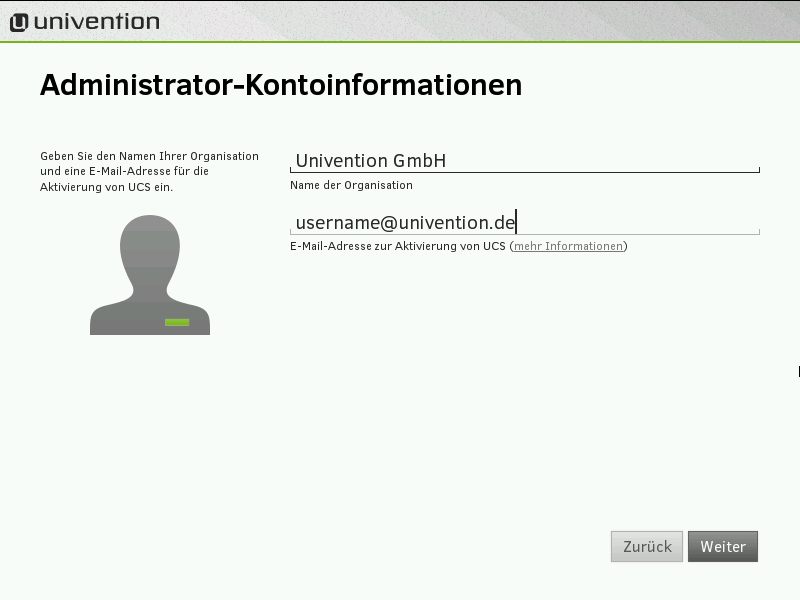 univention
Administrator-Kontoinformationen
Geben Sie den Namen Ihrer Organisation
und eine E-Mail-Adresse für die
Aktivierung von UCS ein.
Univention GmbH
Name der Organisation
username@univention.de
E-Mail-Adresse zur Aktivierung von UCS (mehr Informationen)
Zurück
Weiter